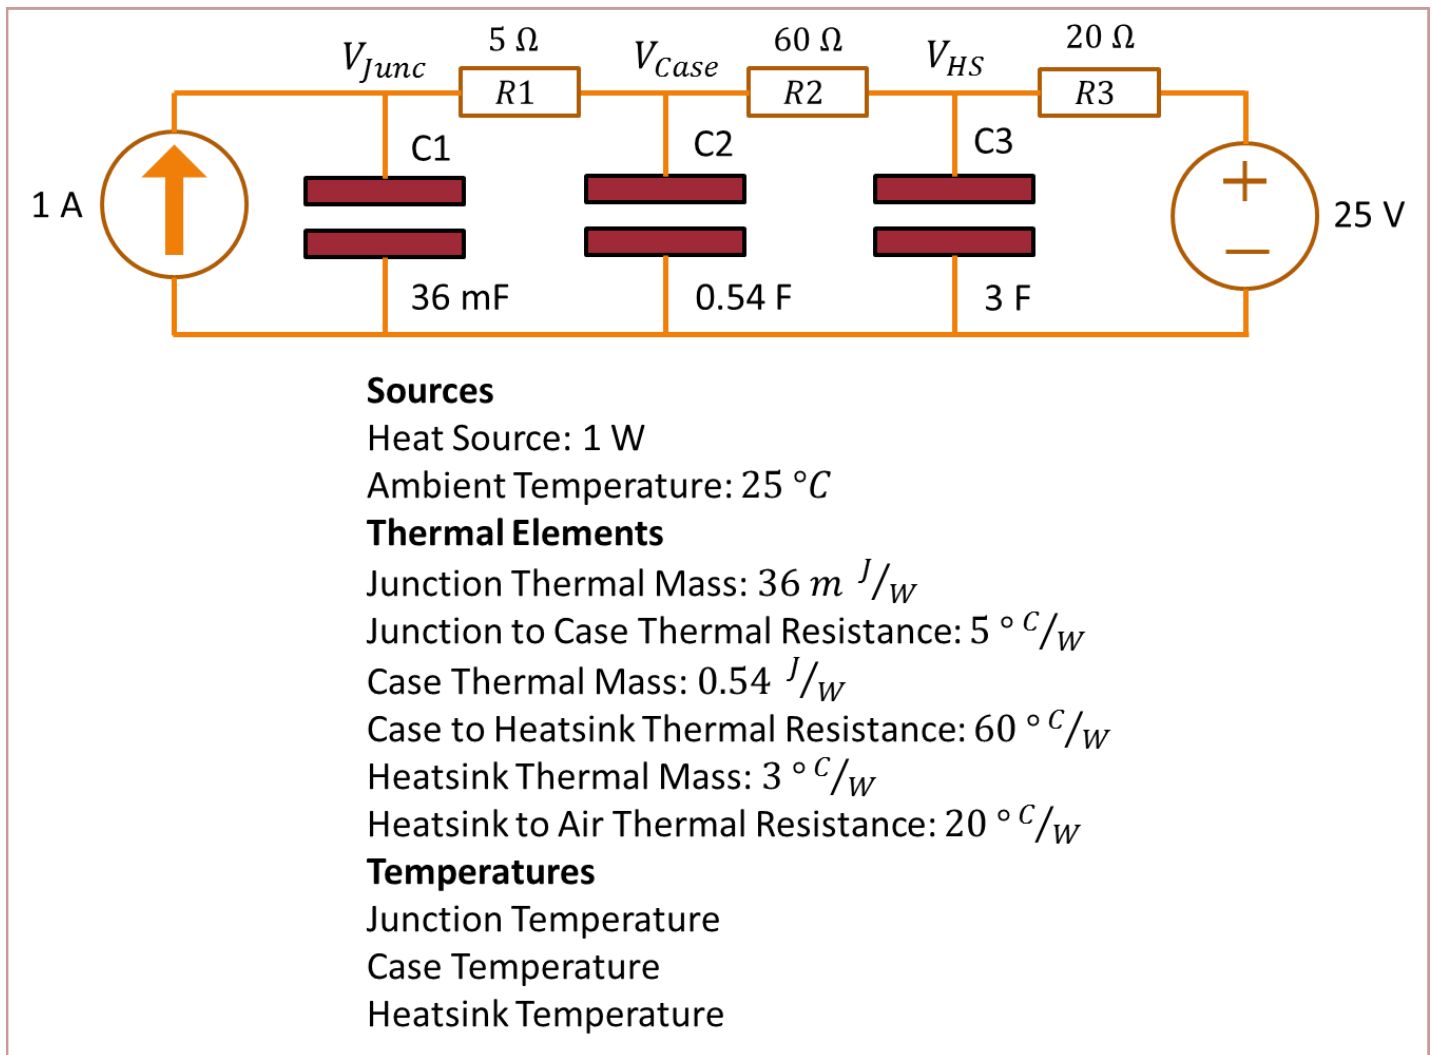 5 Ω
60 Ω
20 Ω
V_Junc
V_Case
V_HS
R1
R2
R3
C1
C2
C3
1 A
+
−
25 V
36 mF
0.54 F
3 F
Sources
Heat Source: 1 W
Ambient Temperature: 25 °C
Thermal Elements
Junction Thermal Mass: 36 m J/W
Junction to Case Thermal Resistance: 5 ° C/W
Case Thermal Mass: 0.54 J/W
Case to Heatsink Thermal Resistance: 60 ° C/W
Heatsink Thermal Mass: 3 ° C/W
Heatsink to Air Thermal Resistance: 20 ° C/W
Temperatures
Junction Temperature
Case Temperature
Heatsink Temperature